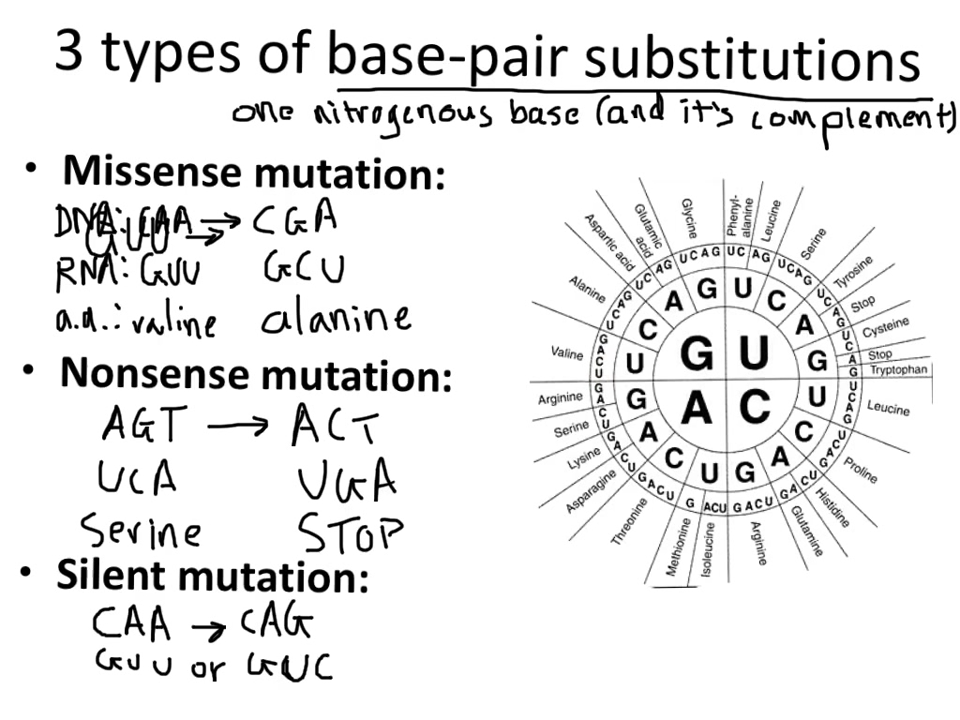 3 types of base-pair substitutions
one nitrogenous base (and it's complement)
• Missense mutation:
DNA: CAA → CGA
GUU →
RNA: GUU GCU
a.a.: valine alanine
• Nonsense mutation:
AGT → ACT
UCA UGA
Serine STOP
• Silent mutation:
CAA → CAG
GUU or GUC
Phenyl-
alanine
Leucine
Serine
Tyrosine
Stop
Cysteine
Stop
Tryptophan
Leucine
Proline
Histidine
Glutamine
Arginine
Isoleucine
Methionine
Threonine
Asparagine
Lysine
Serine
Arginine
Valine
Alanine
Aspartic acid
Glutamic
acid
Glycine
G U
A C
U C A G
U C A G
G A C U
G A C U